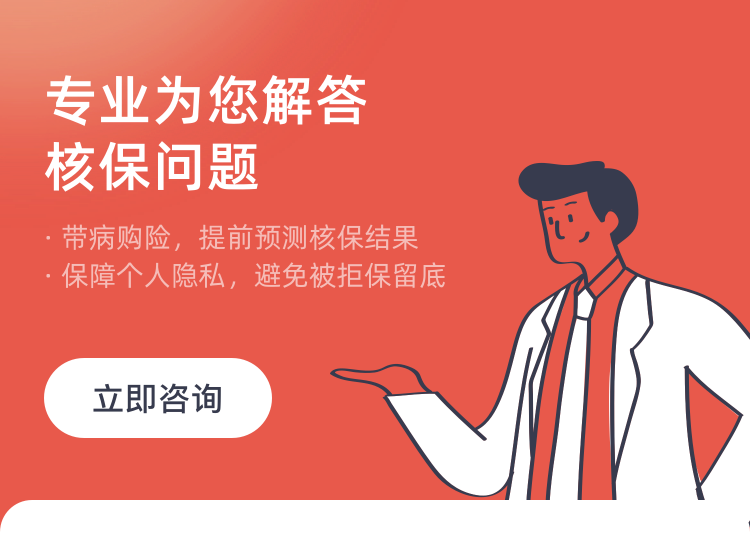 专业为您解答
核保问题
· 带病购险，提前预测核保结果
· 保障个人隐私，避免被拒保留底
立即咨询